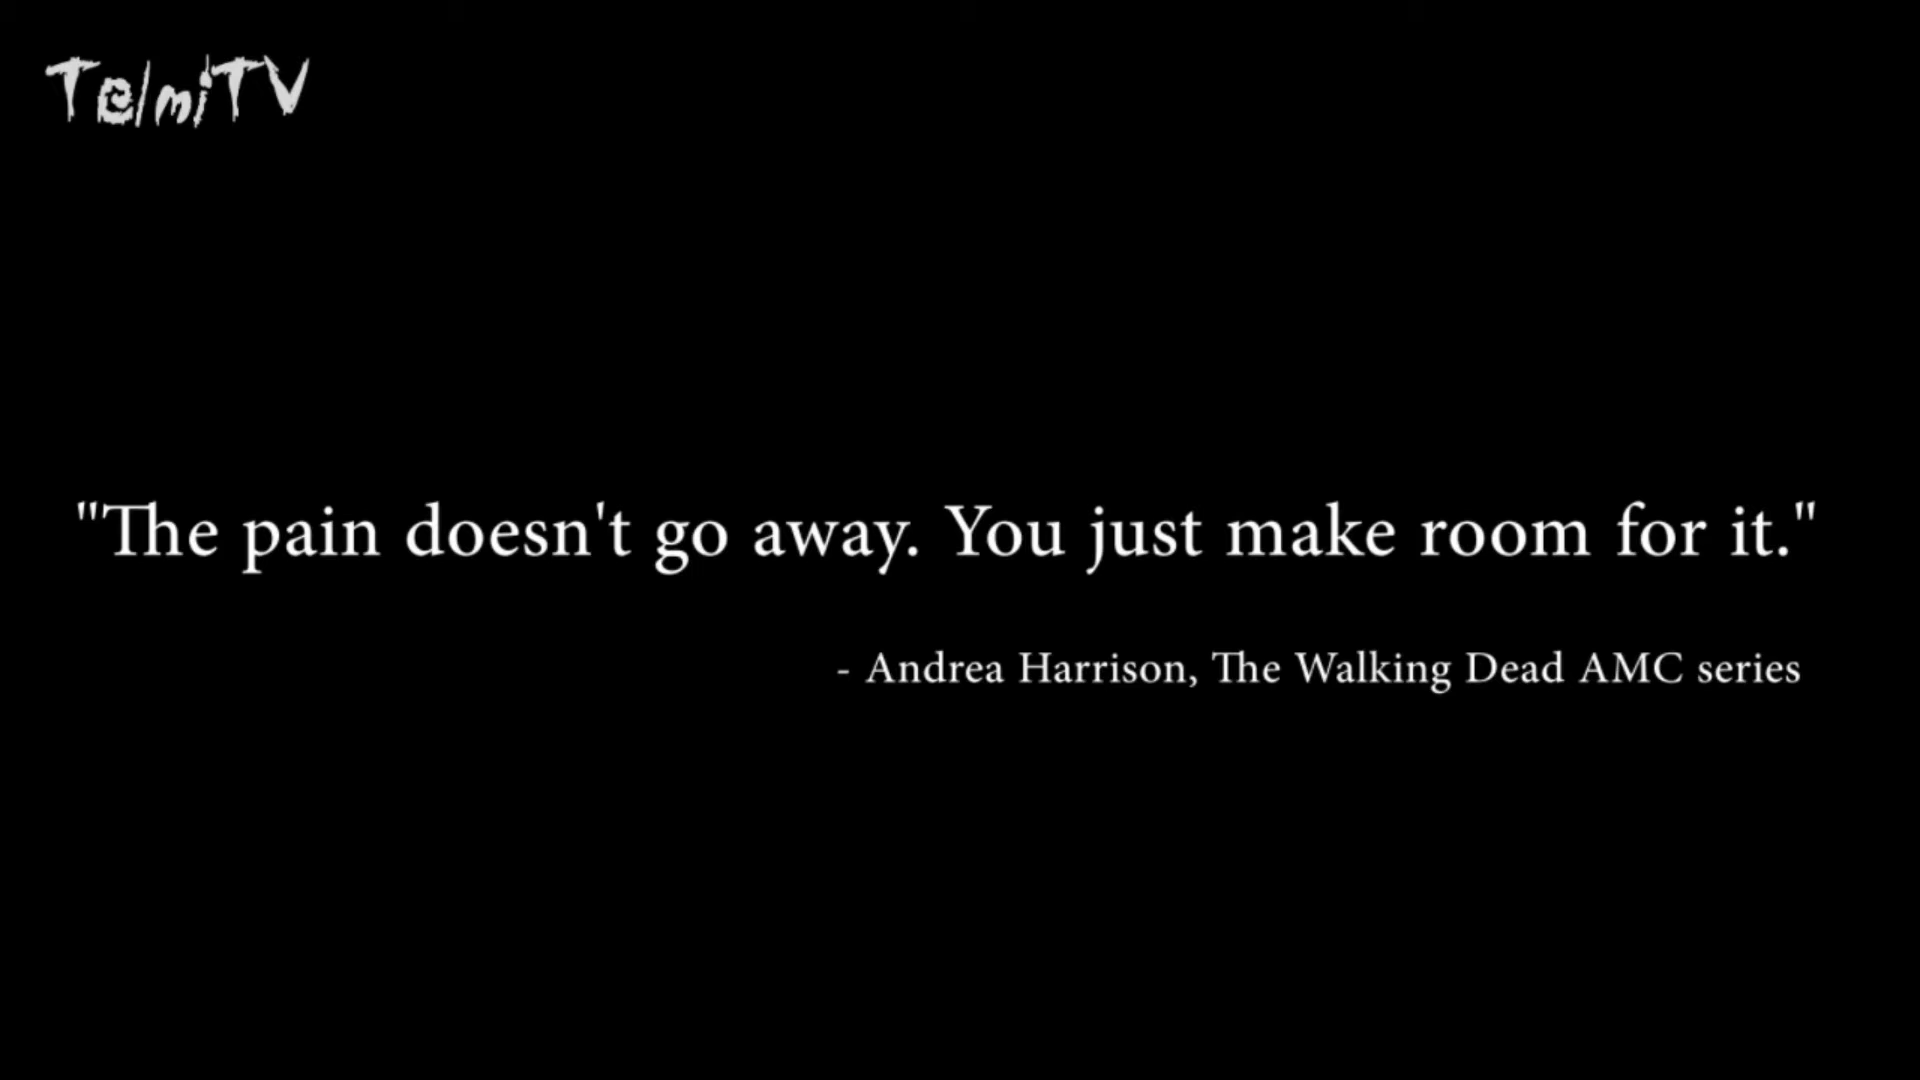 TelmiTV
"The pain doesn't go away. You just make room for it."
- Andrea Harrison, The Walking Dead AMC series